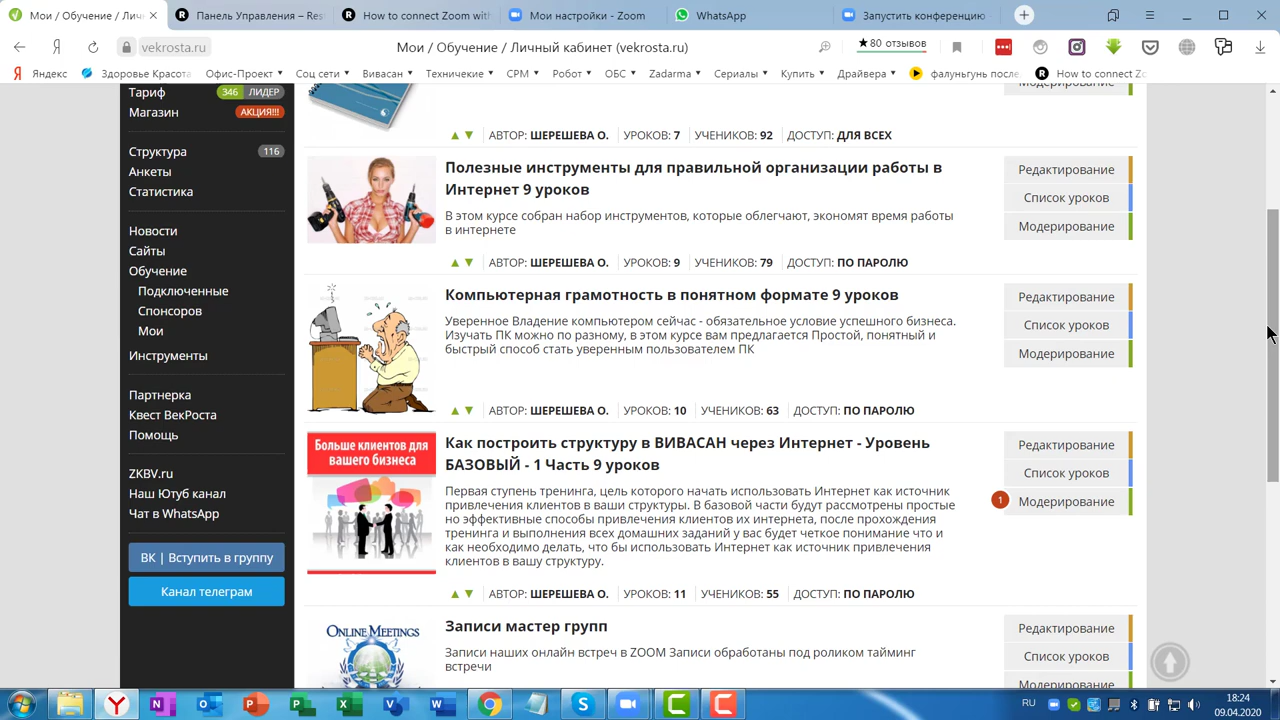 Мои / Обучение / Л
Панель Управления – Res
How to connect Zoom with
Мои настройки - Zoom
WhatsApp
Запустить конференцию
vekrosta.ru
Мои / Обучение / Личный кабинет (vekrosta.ru)
★ 80 отзывов
Яндекс
Здоровье Красота
Офис-Проект
Соц сети
Вивасан
Технические
СРМ
Робот
ОБС
Zadarma
Сериалы
Купить
Драйвера
фалуньгунь после
How to connect Zo
Тариф
346 ЛИДЕР
Магазин
АКЦИЯ!!!
Структура
116
Анкеты
Статистика
Новости
Сайты
Обучение
Подключенные
Спонсоров
Мои
Инструменты
Партнерка
Квест ВекРоста
Помощь
ZKBV.ru
Наш Ютуб канал
Чат в WhatsApp
ВК | Вступить в группу
Канал телеграм
Модерирование
АВТОР: ШЕРЕШЕВА О. УРОКОВ: 7 УЧЕНИКОВ: 92 ДОСТУП: ДЛЯ ВСЕХ
Полезные инструменты для правильной организации работы в
Интернет 9 уроков
В этом курсе собран набор инструментов, которые облегчают, экономят время работы
в интернете
АВТОР: ШЕРЕШЕВА О. УРОКОВ: 9 УЧЕНИКОВ: 79 ДОСТУП: ПО ПАРОЛЮ
Редактирование
Список уроков
Модерирование
Компьютерная грамотность в понятном формате 9 уроков
Уверенное Владение компьютером сейчас - обязательное условие успешного бизнеса.
Изучать ПК можно по разному, в этом курсе вам предлагается Простой, понятный и
быстрый способ стать уверенным пользователем ПК
АВТОР: ШЕРЕШЕВА О. УРОКОВ: 10 УЧЕНИКОВ: 63 ДОСТУП: ПО ПАРОЛЮ
Редактирование
Список уроков
Модерирование
Больше клиентов для
вашего бизнеса
Как построить структуру в ВИВАСАН через Интернет - Уровень
БАЗОВЫЙ - 1 Часть 9 уроков
Первая ступень тренинга, цель которого начать использовать Интернет как источник
привлечения клиентов в ваши структуры. В базовой части будут рассмотрены простые
но эффективные способы привлечения клиентов их интернета, после прохождения
тренинга и выполнения всех домашних заданий у вас будет четкое понимание что и
как необходимо делать, что бы использовать Интернет как источник привлечения
клиентов в вашу структуру.
АВТОР: ШЕРЕШЕВА О. УРОКОВ: 11 УЧЕНИКОВ: 55 ДОСТУП: ПО ПАРОЛЮ
Редактирование
Список уроков
1
Модерирование
ONLINE MEETINGS
Записи мастер групп
Записи наших онлайн встреч в ZOOM Записи обработаны под роликом тайминг
встречи
Редактирование
Список уроков
Модерирование
RU
18:24
09.04.2020